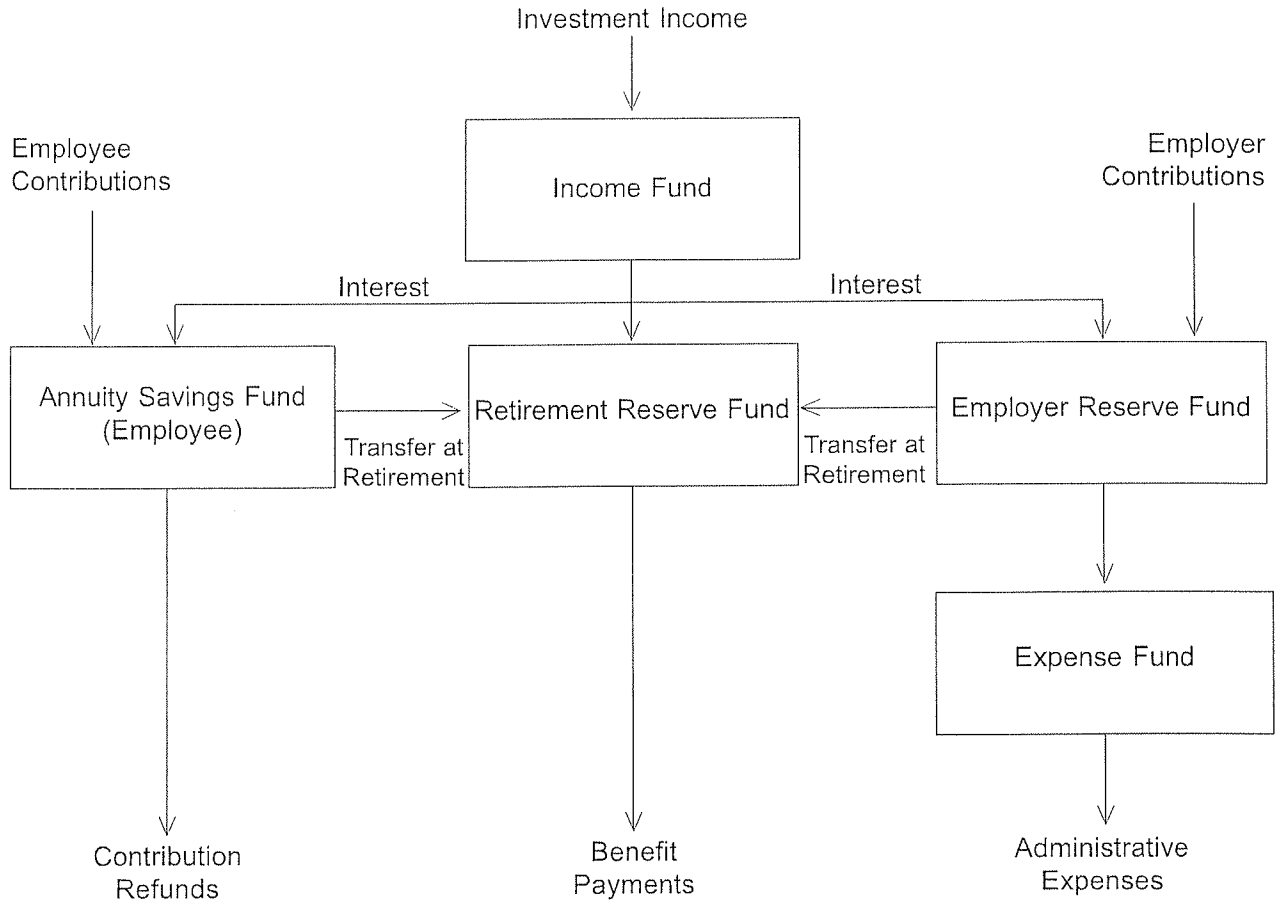 Investment Income
Employee
Contributions
Employer
Contributions
Income Fund
Interest
Interest
Annuity Savings Fund
(Employee)
Retirement Reserve Fund
Employer Reserve Fund
Transfer at
Retirement
Transfer at
Retirement
Expense Fund
Contribution
Refunds
Benefit
Payments
Administrative
Expenses